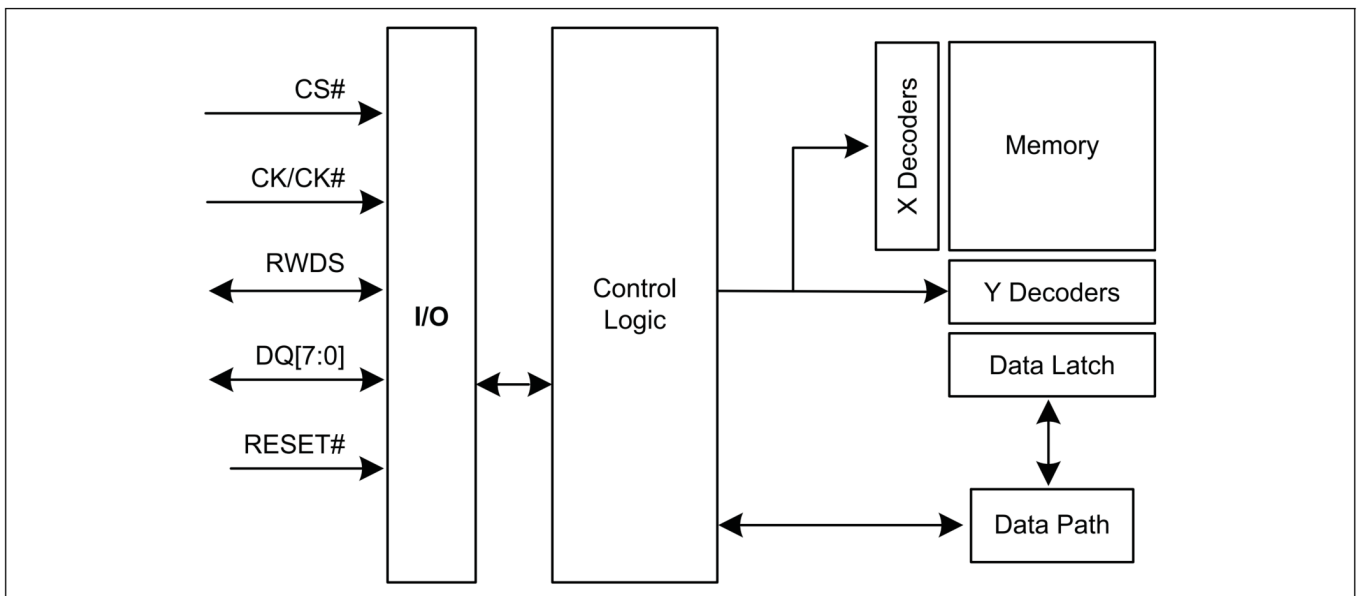 CS#
CK/CK#
RWDS
DQ[7:0]
RESET#
I/O
Control
Logic
X Decoders
Memory
Y Decoders
Data Latch
Data Path